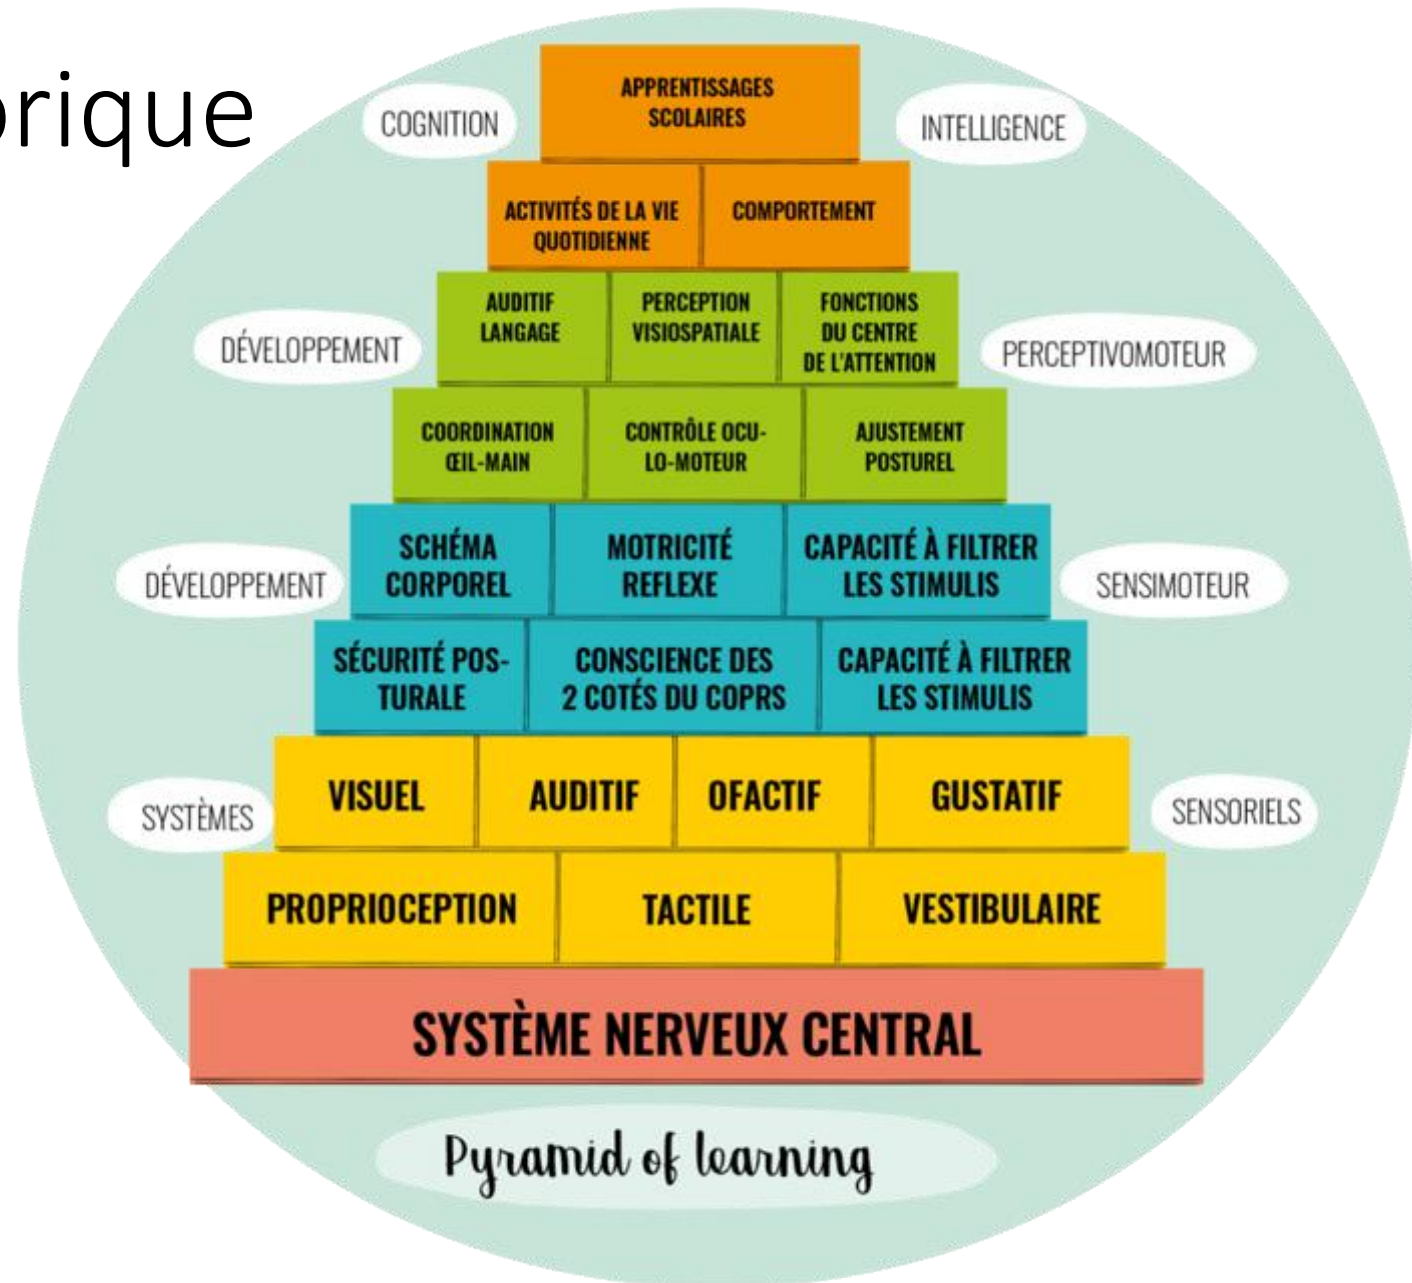 orique
COGNITION
APPRENTISSAGES
SCOLAIRES
INTELLIGENCE
ACTIVITÉS DE LA VIE
QUOTIDIENNE
COMPORTEMENT
DÉVELOPPEMENT
AUDITIF
LANGAGE
PERCEPTION
VISIOSPATIALE
FONCTIONS
DU CENTRE
DE L'ATTENTION
PERCEPTIVOMOTEUR
COORDINATION
ŒIL-MAIN
CONTRÔLE OCU-
LO-MOTEUR
AJUSTEMENT
POSTUREL
DÉVELOPPEMENT
SCHÉMA
CORPOREL
MOTRICITÉ
REFLEXE
CAPACITÉ À FILTRER
LES STIMULIS
SENSIMOTEUR
SÉCURITÉ POS-
TURALE
CONSCIENCE DES
2 COTÉS DU COPRS
CAPACITÉ À FILTRER
LES STIMULIS
SYSTÈMES
VISUEL
AUDITIF
OFACTIF
GUSTATIF
SENSORIELS
PROPRIOCEPTION
TACTILE
VESTIBULAIRE
SYSTÈME NERVEUX CENTRAL
Pyramid of learning